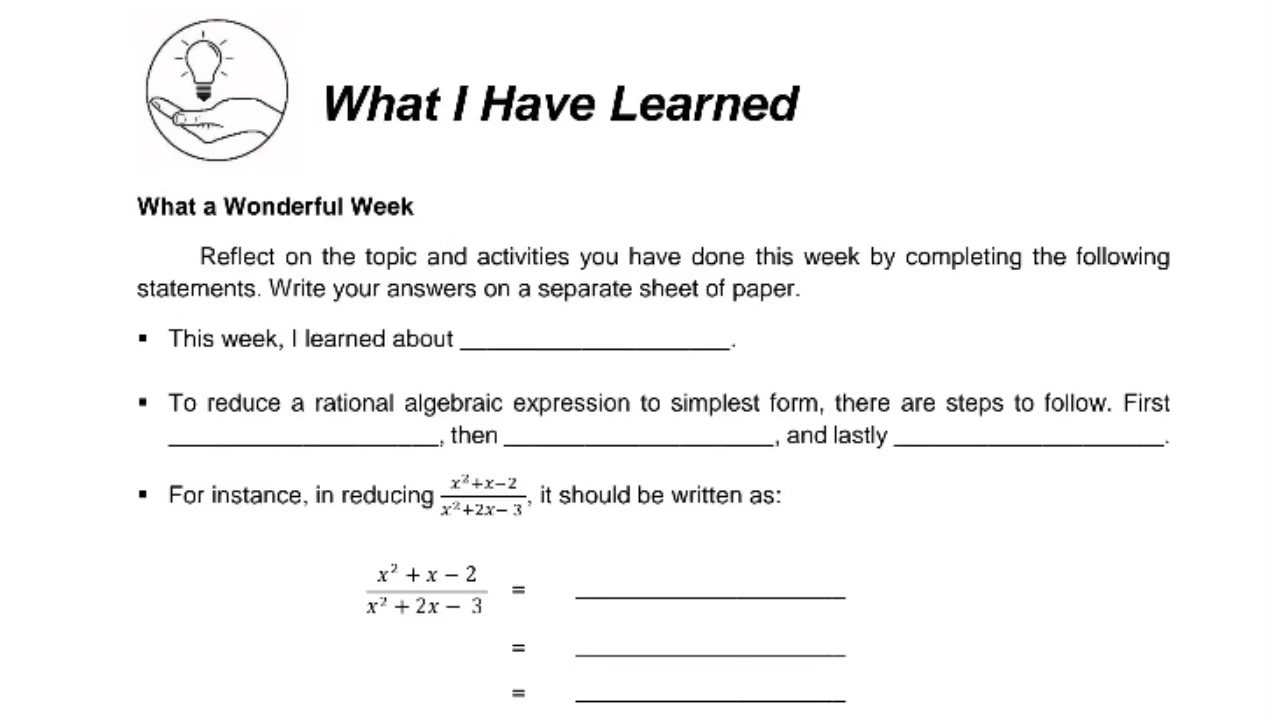 What I Have Learned
What a Wonderful Week
Reflect on the topic and activities you have done this week by completing the following
statements. Write your answers on a separate sheet of paper.
▪ This week, I learned about ____________________.
▪ To reduce a rational algebraic expression to simplest form, there are steps to follow. First
____________________, then ____________________, and lastly ____________________.
▪ For instance, in reducing (x²+x−2)/(x²+2x−3), it should be written as:
(x² + x − 2)/(x² + 2x − 3) = ____________________
= ____________________
= ____________________